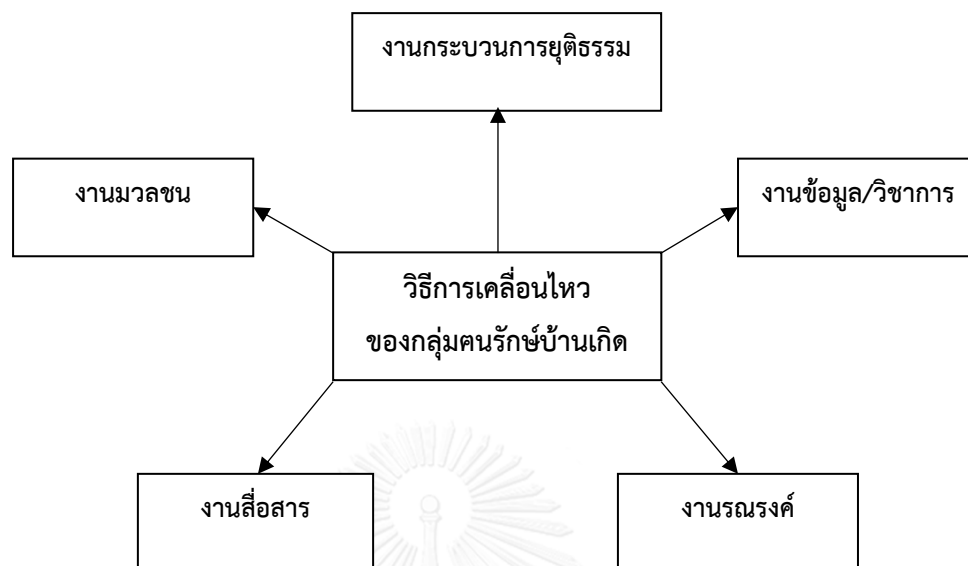 งานกระบวนการยุติธรรม
งานมวลชน
งานข้อมูล/วิชาการ
วิธีการเคลื่อนไหว
ของกลุ่มฅนรักษ์บ้านเกิด
งานสื่อสาร
งานรณรงค์